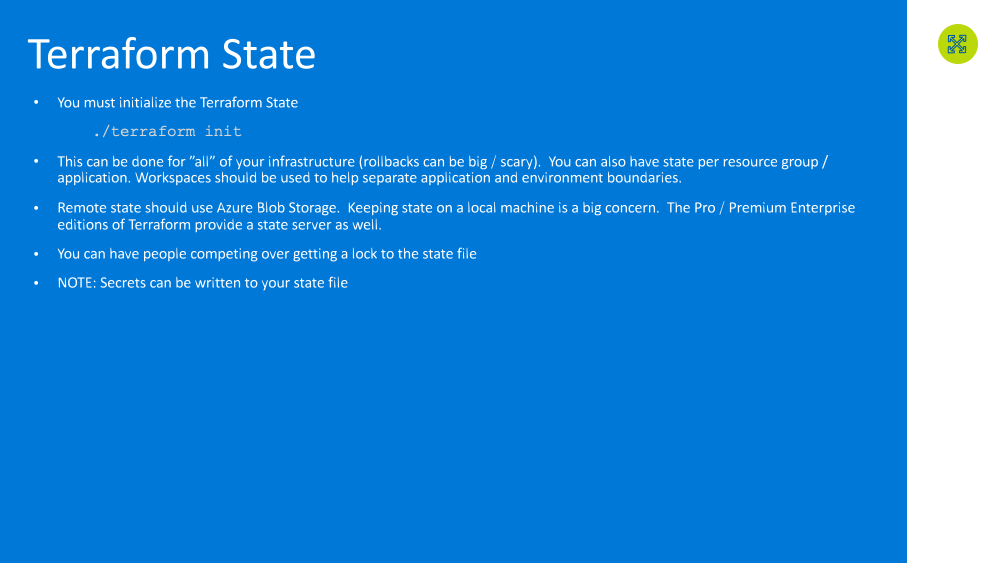 Terraform State
• You must initialize the Terraform State
./terraform init
• This can be done for ”all” of your infrastructure (rollbacks can be big / scary).  You can also have state per resource group /
application. Workspaces should be used to help separate application and environment boundaries.
• Remote state should use Azure Blob Storage.  Keeping state on a local machine is a big concern.  The Pro / Premium Enterprise
editions of Terraform provide a state server as well.
• You can have people competing over getting a lock to the state file
• NOTE: Secrets can be written to your state file